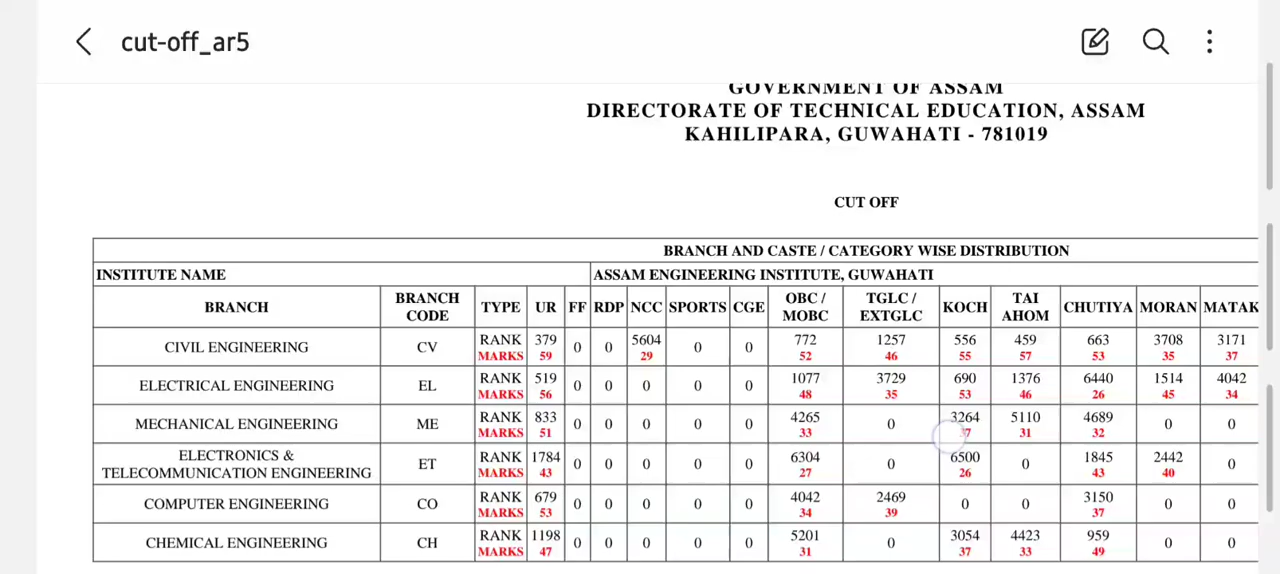 cut-off_ar5
GOVERNMENT OF ASSAM
DIRECTORATE OF TECHNICAL EDUCATION, ASSAM
KAHILIPARA, GUWAHATI - 781019
CUT OFF
BRANCH AND CASTE / CATEGORY WISE DISTRIBUTION
INSTITUTE NAME ASSAM ENGINEERING INSTITUTE, GUWAHATI
BRANCH BRANCH CODE TYPE UR FF RDP NCC SPORTS CGE OBC / MOBC TGLC / EXTGLC KOCH TAI AHOM CHUTIYA MORAN MATAK
CIVIL ENGINEERING CV RANK 379 0 0 5604 0 0 772 1257 556 459 663 3708 3171
MARKS 59 29 52 46 55 57 53 35 37
ELECTRICAL ENGINEERING EL RANK 519 0 0 0 0 0 1077 3729 690 1376 6440 1514 4042
MARKS 56 48 35 53 46 26 45 34
MECHANICAL ENGINEERING ME RANK 833 0 0 0 0 0 4265 0 3264 5110 4689 0 0
MARKS 51 33 37 31 32
ELECTRONICS & TELECOMMUNICATION ENGINEERING ET RANK 1784 0 0 0 0 0 6304 0 6500 0 1845 2442 0
MARKS 43 27 26 43 40
COMPUTER ENGINEERING CO RANK 679 0 0 0 0 0 4042 2469 0 0 3150 0 0
MARKS 53 34 39 37
CHEMICAL ENGINEERING CH RANK 1198 0 0 0 0 0 5201 0 3054 4423 959 0 0
MARKS 47 31 37 33 49